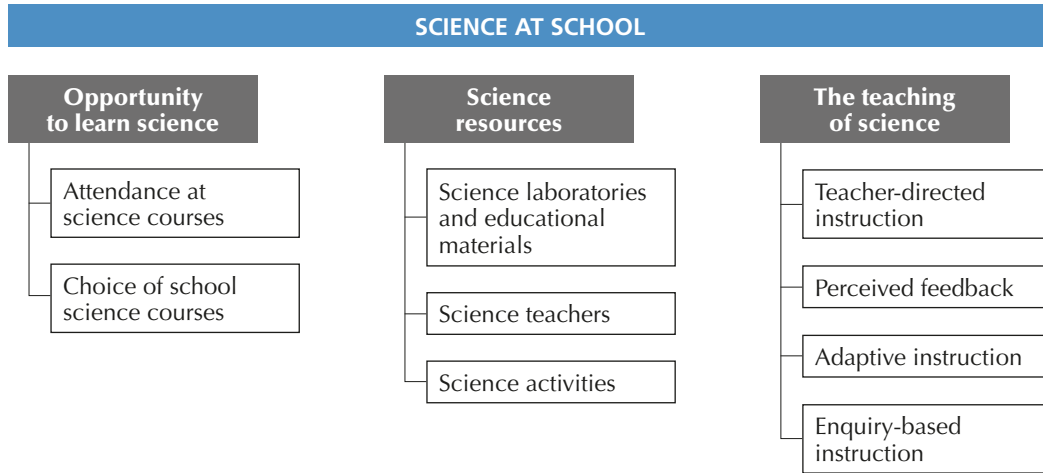 SCIENCE AT SCHOOL
Opportunity
to learn science
Attendance at
science courses
Choice of school
science courses
Science
resources
Science laboratories
and educational
materials
Science teachers
Science activities
The teaching
of science
Teacher-directed
instruction
Perceived feedback
Adaptive instruction
Enquiry-based
instruction